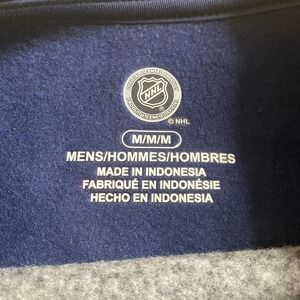 NHL
© NHL
M/M/M
MENS/HOMMES/HOMBRES
MADE IN INDONESIA
FABRIQUÉ EN INDONÉSIE
HECHO EN INDONESIA